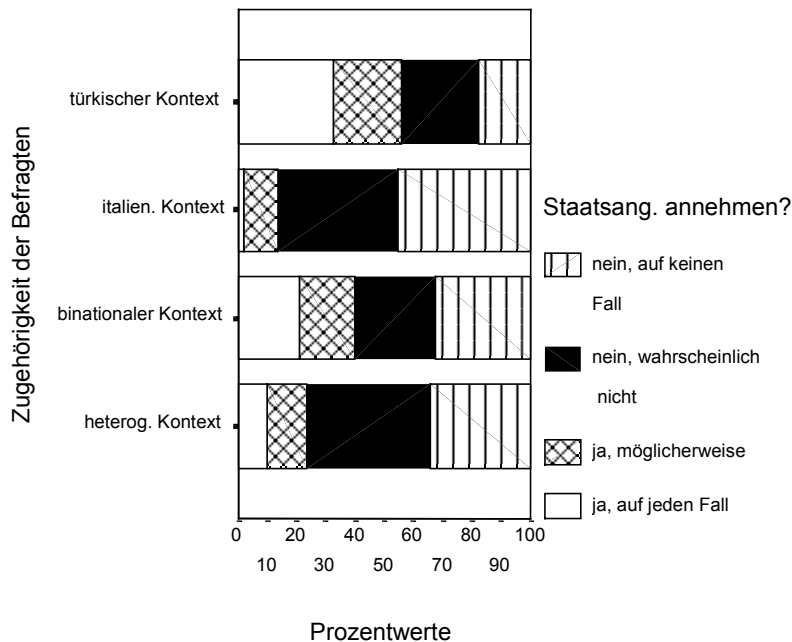 Zugehörigkeit der Befragten
türkischer Kontext
italien. Kontext
binationaler Kontext
heterog. Kontext
0 20 40 60 80 100
10 30 50 70 90
Prozentwerte
Staatsang. annehmen?
nein, auf keinen
Fall
nein, wahrscheinlich
nicht
ja, möglicherweise
ja, auf jeden Fall